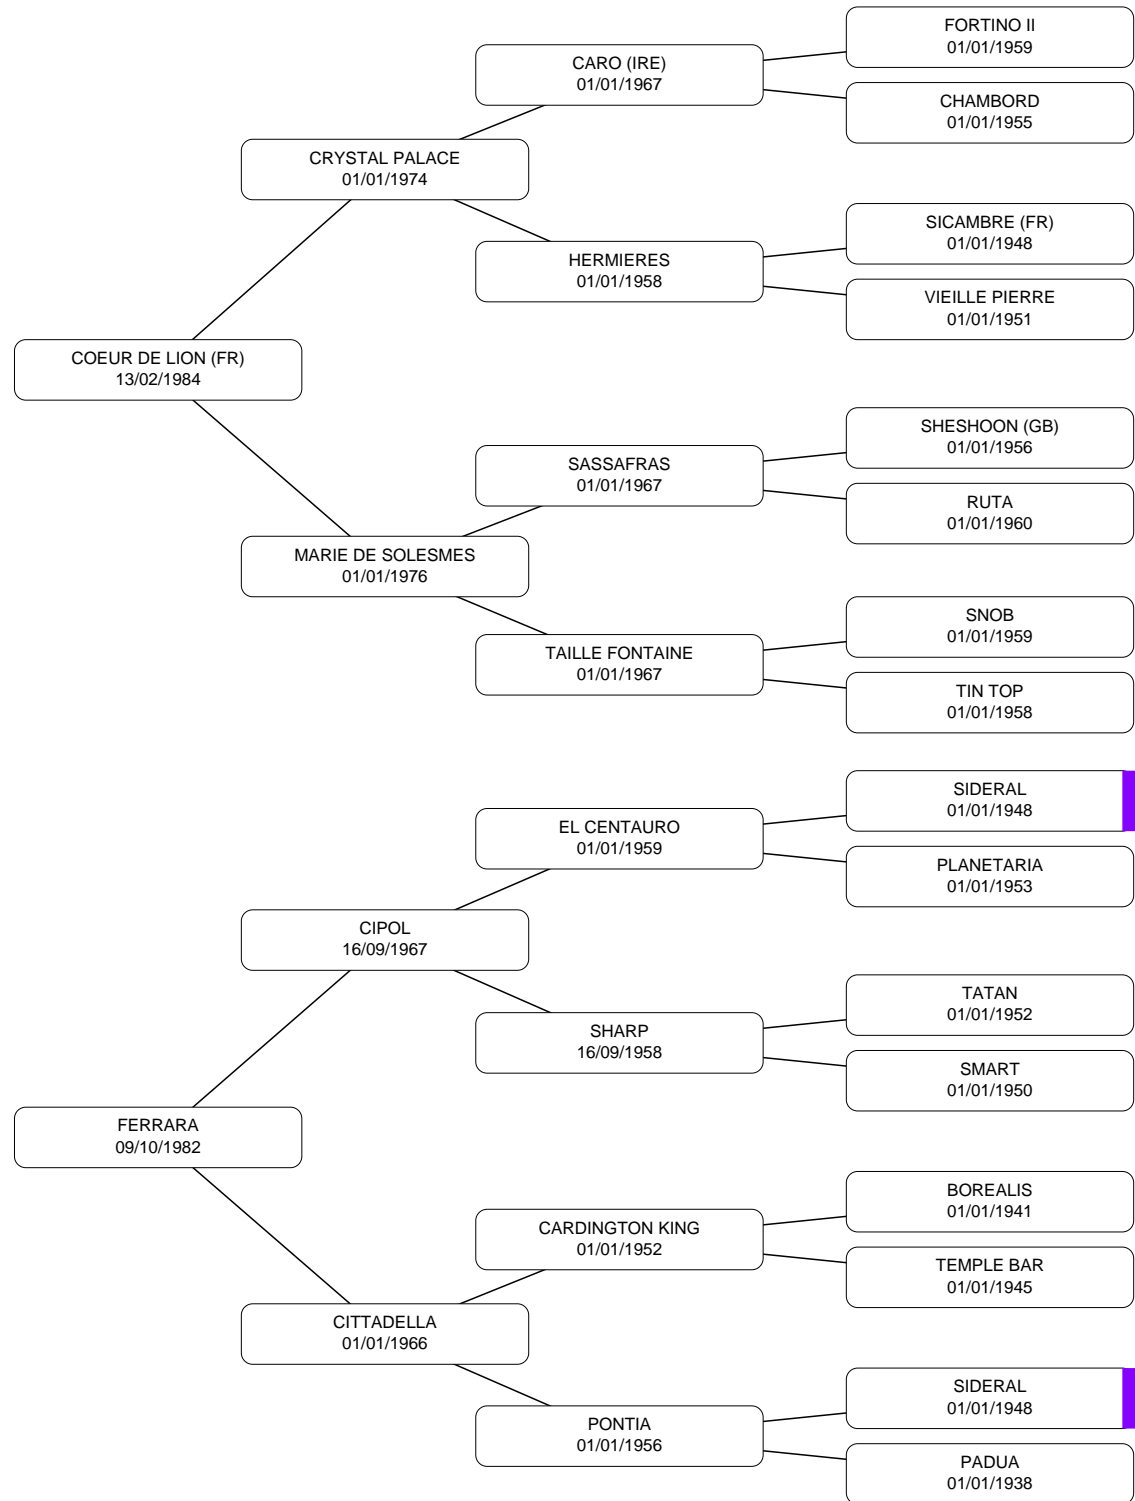 FORTINO II
01/01/1959
CARO (IRE)
01/01/1967
CHAMBORD
01/01/1955
CRYSTAL PALACE
01/01/1974
SICAMBRE (FR)
01/01/1948
HERMIERES
01/01/1958
VIEILLE PIERRE
01/01/1951
COEUR DE LION (FR)
13/02/1984
SHESHOON (GB)
01/01/1956
SASSAFRAS
01/01/1967
RUTA
01/01/1960
MARIE DE SOLESMES
01/01/1976
SNOB
01/01/1959
TAILLE FONTAINE
01/01/1967
TIN TOP
01/01/1958
SIDERAL
01/01/1948
EL CENTAURO
01/01/1959
PLANETARIA
01/01/1953
CIPOL
16/09/1967
TATAN
01/01/1952
SHARP
16/09/1958
SMART
01/01/1950
FERRARA
09/10/1982
BOREALIS
01/01/1941
CARDINGTON KING
01/01/1952
TEMPLE BAR
01/01/1945
CITTADELLA
01/01/1966
SIDERAL
01/01/1948
PONTIA
01/01/1956
PADUA
01/01/1938